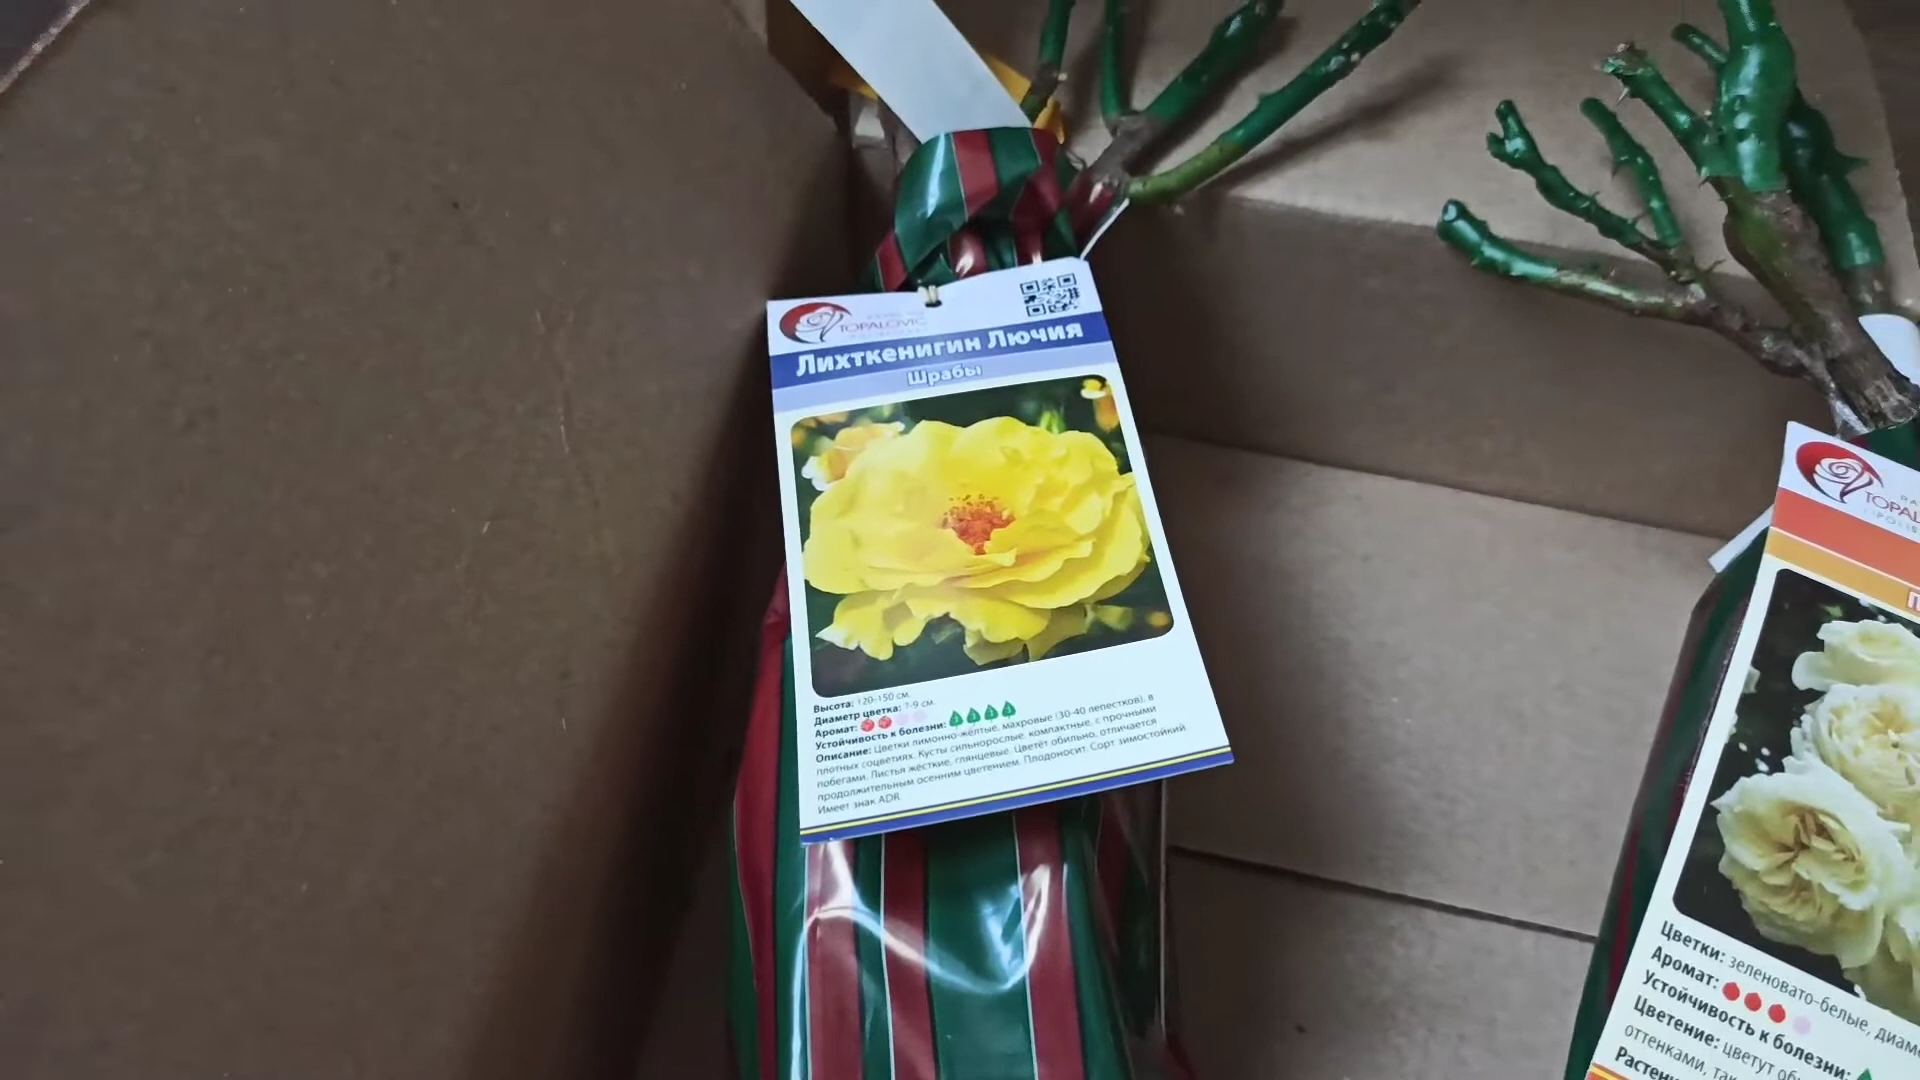 TOPALOVIC
Лихткенигин Лючия
Шрабы
Высота: 120-150 см.
Диаметр цветка: 7-9 см.
Аромат:
Устойчивость к болезни:
Описание: Цветки лимонно-жёлтые, махровые (30-40 лепестков), в
плотных соцветиях. Кусты сильнорослые, компактные, с прочными
побегами. Листья жёсткие, глянцевые. Цветёт обильно, отличается
продолжительным осенним цветением. Плодоносит. Сорт зимостойкий.
Имеет знак ADR.
Цветки: зеленовато-белые,
Аромат:
Устойчивость к болезни:
Цветение: цветут
оттенками,